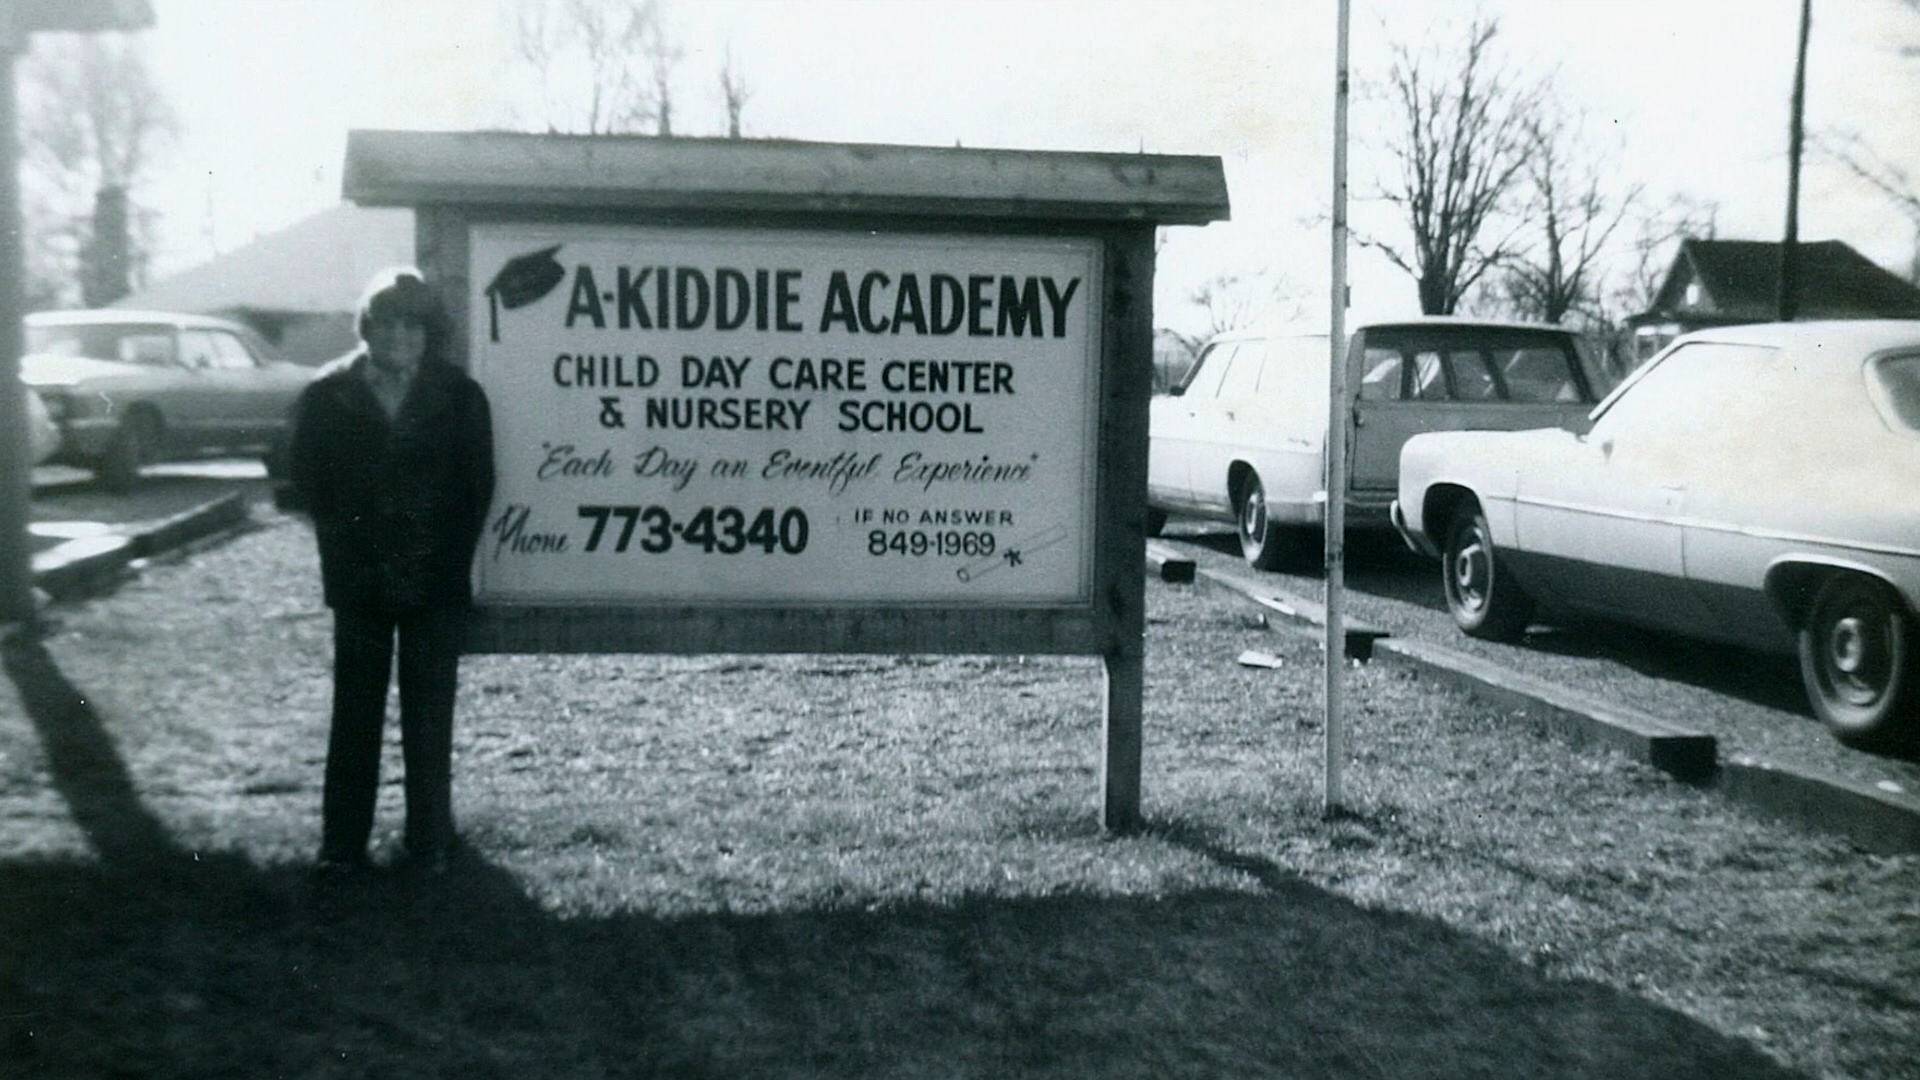 A-KIDDIE ACADEMY
CHILD DAY CARE CENTER
& NURSERY SCHOOL
"Each Day an Eventful Experience"
Phone 773-4340
IF NO ANSWER
849-1969